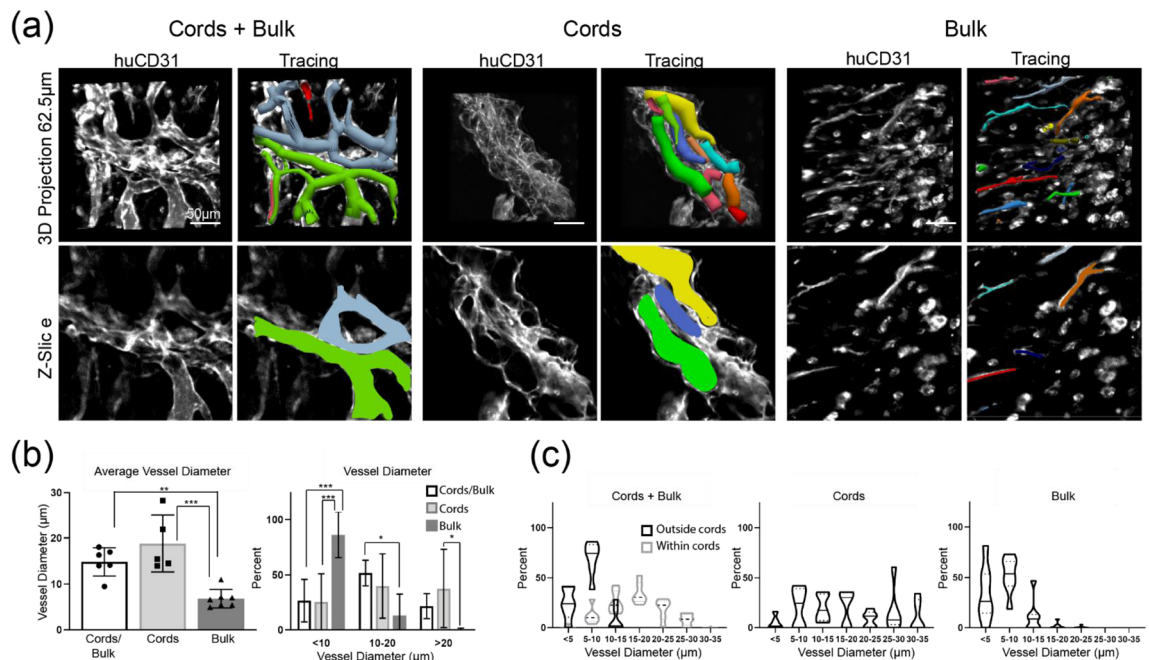 (a)
Cords + Bulk
Cords
Bulk
huCD31
Tracing
huCD31
Tracing
huCD31
Tracing
3D Projection 62.5μm
50μm
Z-Slic e
(b)
Average Vessel Diameter
Vessel Diameter (μm)
30
20
10
0
**
***
Cords/
Bulk
Cords
Bulk
Vessel Diameter
Percent
100
50
0
***
***
*
*
Cords/Bulk
Cords
Bulk
<10
10-20
>20
Vessel Diameter (μm)
(c)
Cords + Bulk
Percent
100
50
0
Outside cords
Within cords
<5
5-10
10-15
15-25
20-25
25-30
30-35
Vessel Diameter (μm)
Cords
Percent
100
50
0
<5
5-10
10-15
15-25
20-25
25-30
30-35
Vessel Diameter (μm)
Bulk
Percent
100
50
0
<5
5-10
10-15
15-20
20-25
25-30
30-35
Vessel Diameter (μm)